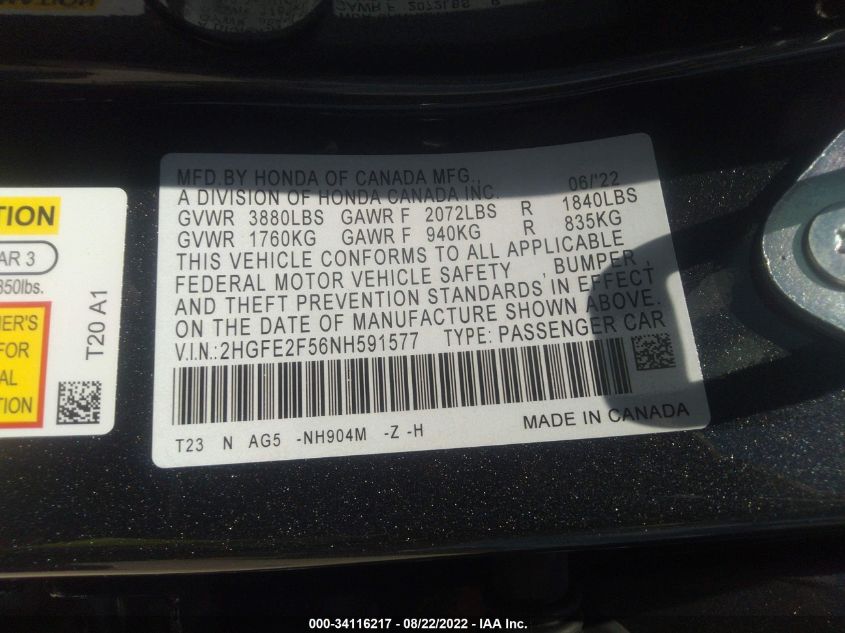 MFD.BY HONDA OF CANADA MFG., 06/'22
A DIVISION OF HONDA CANADA INC.
GVWR 3880LBS GAWR F 2072LBS R 1840LBS
GVWR 1760KG GAWR F 940KG R 835KG
THIS VEHICLE CONFORMS TO ALL APPLICABLE
FEDERAL MOTOR VEHICLE SAFETY , BUMPER ,
AND THEFT PREVENTION STANDARDS IN EFFECT
ON THE DATE OF MANUFACTURE SHOWN ABOVE.
V.I.N.:2HGFE2F56NH591577 TYPE: PASSENGER CAR
T23 N AG5 -NH904M -Z -H MADE IN CANADA
TION
AR 3
850lbs.
ER'S
FOR
AL
TION
T20 A1
000-34116217 - 08/22/2022 - IAA Inc.